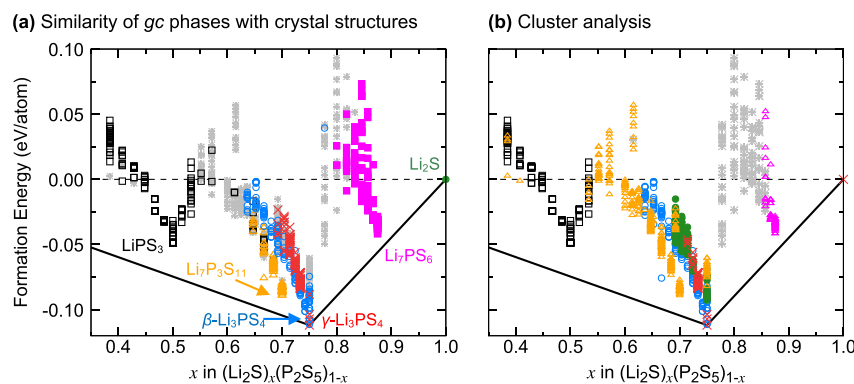 (a) Similarity of gc phases with crystal structures
(b) Cluster analysis
Formation Energy (eV/atom)
0.10
0.05
0.00
-0.05
-0.10
Li₂S
LiPS₃
Li₇PS₆
Li₇P₃S₁₁
β-Li₃PS₄
γ-Li₃PS₄
0.4 0.5 0.6 0.7 0.8 0.9 1.0
0.4 0.5 0.6 0.7 0.8 0.9 1.0
x in (Li₂S)ₓ(P₂S₅)₁₋ₓ
x in (Li₂S)ₓ(P₂S₅)₁₋ₓ